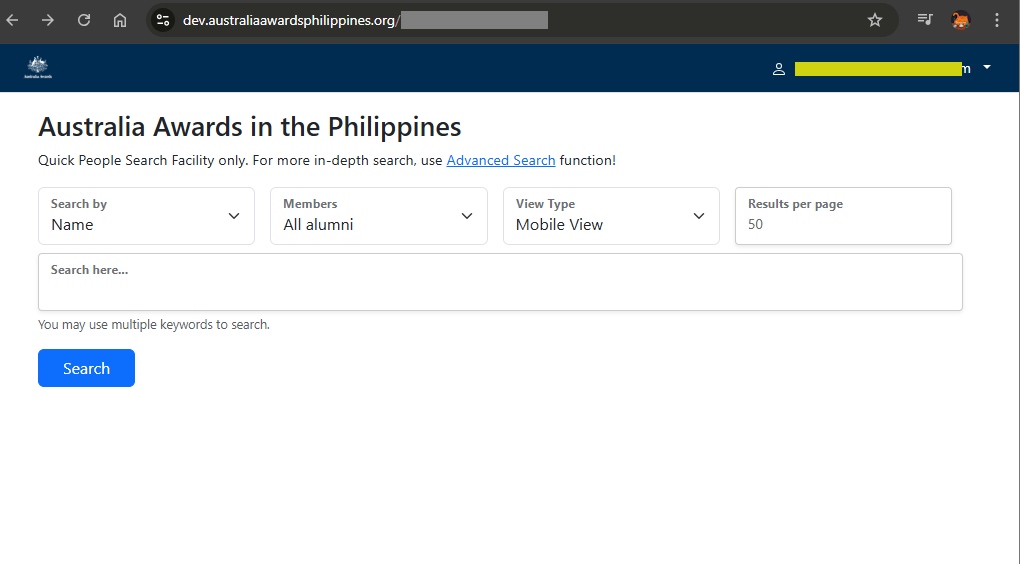 dev.australiaawardsphilippines.org/
Australia Awards
m
Australia Awards in the Philippines
Quick People Search Facility only. For more in-depth search, use Advanced Search function!
Search by
Name
Members
All alumni
View Type
Mobile View
Results per page
50
Search here...
You may use multiple keywords to search.
Search